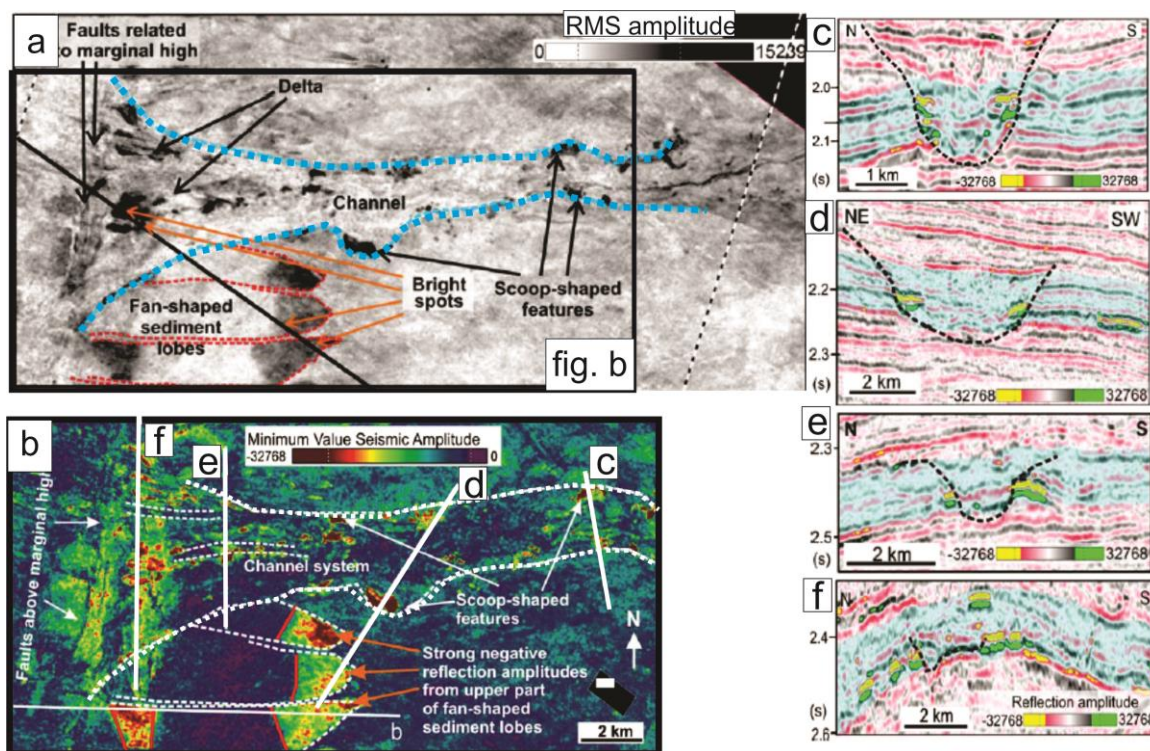 a
Faults related
to marginal high
RMS amplitude
0
15239
Delta
Channel
Bright
spots
Scoop-shaped
features
Fan-shaped
sediment
lobes
fig. b
b
f
e
d
c
Minimum Value Seismic Amplitude
-32768
0
Faults above marginal high
Channel system
Scoop-shaped
features
N
Strong negative
reflection amplitudes
from upper part
of fan-shaped
sediment lobes
2 km
b
c
N
S
2.0
2.1
(s)
1 km
-32768
32768
d
NE
SW
2.2
2.3
(s)
2 km
-32768
32768
e
N
S
2.3
2.5
(s)
2 km
-32768
32768
f
N
S
2.4
2.6
(s)
2 km
Reflection amplitude
-32768
32768